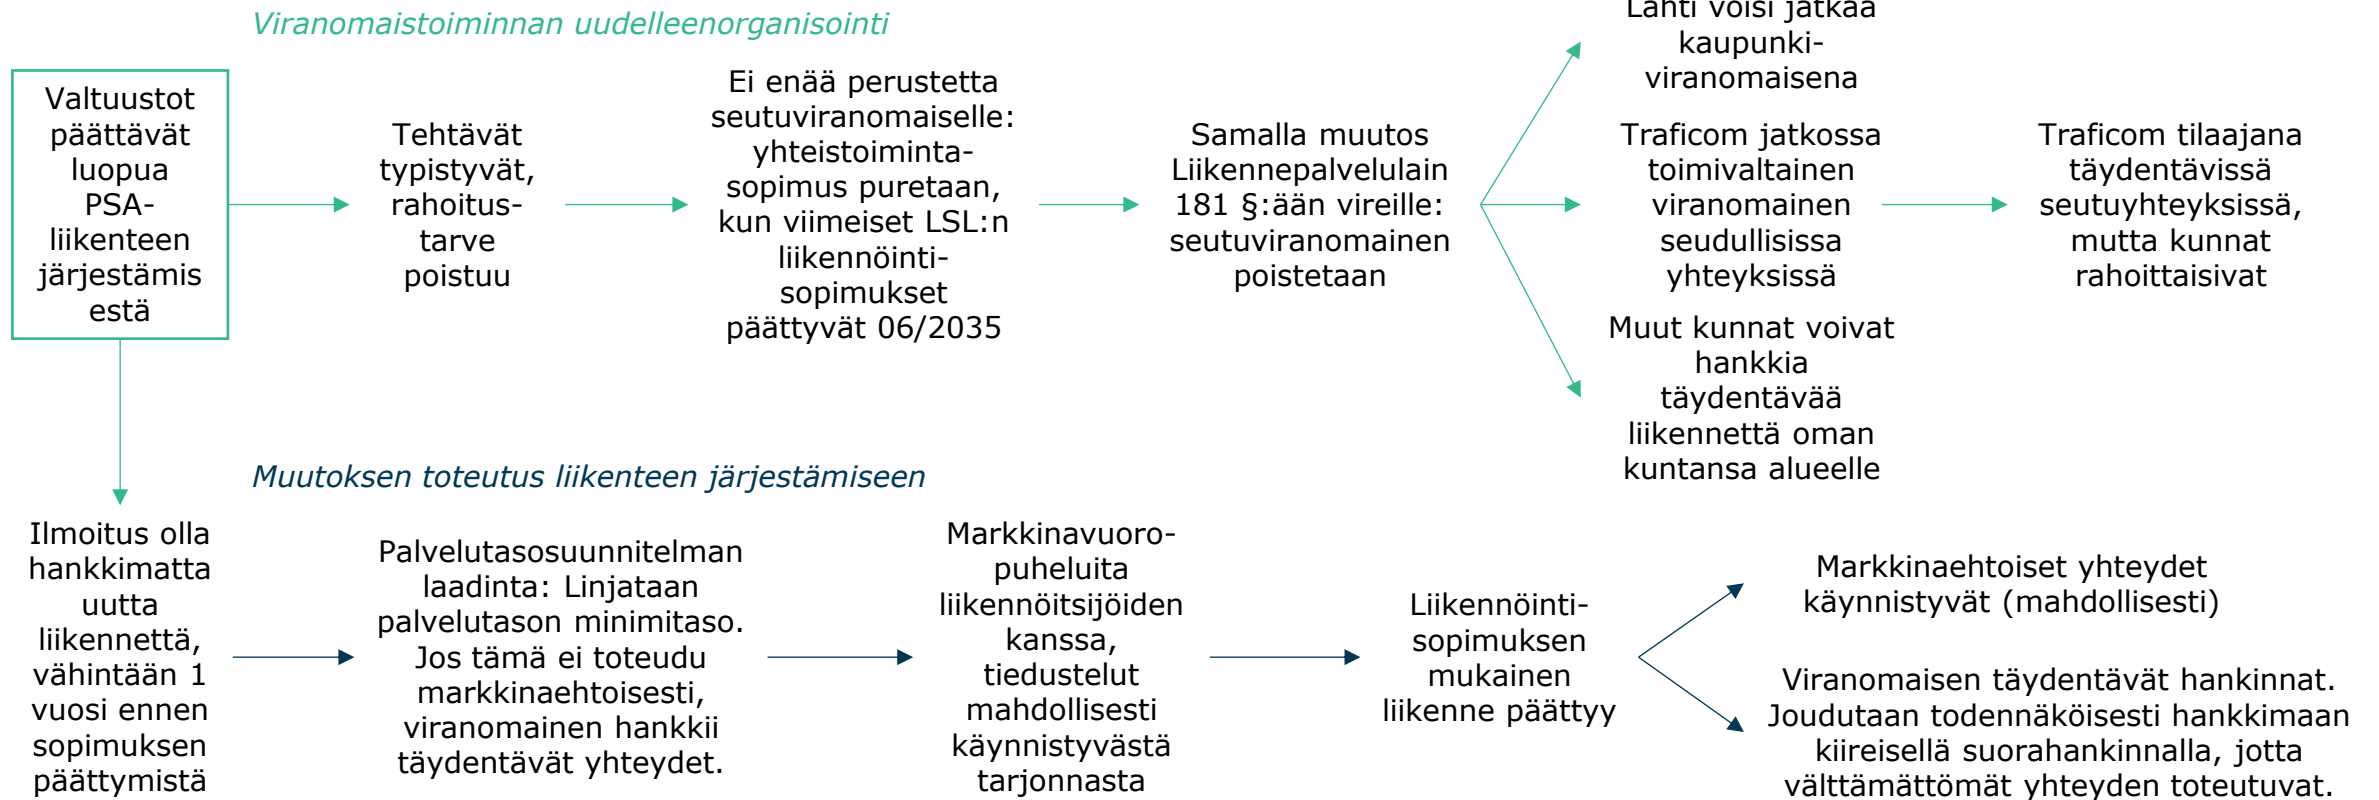 Viranomaistoiminnan uudelleenorganisointi
Valtuustot
päättävät
luopua
PSA-
liikenteen
järjestämis
estä
Tehtävät
typistyvät,
rahoitus-
tarve
poistuu
Ei enää perustetta
seutuviranomaiselle:
yhteistoiminta-
sopimus puretaan,
kun viimeiset LSL:n
liikennöinti-
sopimukset
päättyvät 06/2035
Samalla muutos
Liikennepalvelulain
181 §:ään vireille:
seutuviranomainen
poistetaan
Lahti voisi jatkaa
kaupunki-
viranomaisena
Traficom jatkossa
toimivaltainen
viranomainen
seudullisissa
yhteyksissä
Traficom tilaajana
täydentävissä
seutuyhteyksissä,
mutta kunnat
rahoittaisivat
Muut kunnat voivat
hankkia
täydentävää
liikennettä oman
kuntansa alueelle
Muutoksen toteutus liikenteen järjestämiseen
Ilmoitus olla
hankkimatta
uutta
liikennettä,
vähintään 1
vuosi ennen
sopimuksen
päättymistä
Palvelutasosuunnitelman
laadinta: Linjataan
palvelutason minimitaso.
Jos tämä ei toteudu
markkinaehtoisesti,
viranomainen hankkii
täydentävät yhteydet.
Markkinavuoro-
puheluita
liikennöitsijöiden
kanssa,
tiedustelut
mahdollisesti
käynnistyvästä
tarjonnasta
Liikennöinti-
sopimuksen
mukainen
liikenne päättyy
Markkinaehtoiset yhteydet
käynnistyvät (mahdollisesti)
Viranomaisen täydentävät hankinnat.
Joudutaan todennäköisesti hankkimaan
kiireisellä suorahankinnalla, jotta
välttämättömät yhteyden toteutuvat.